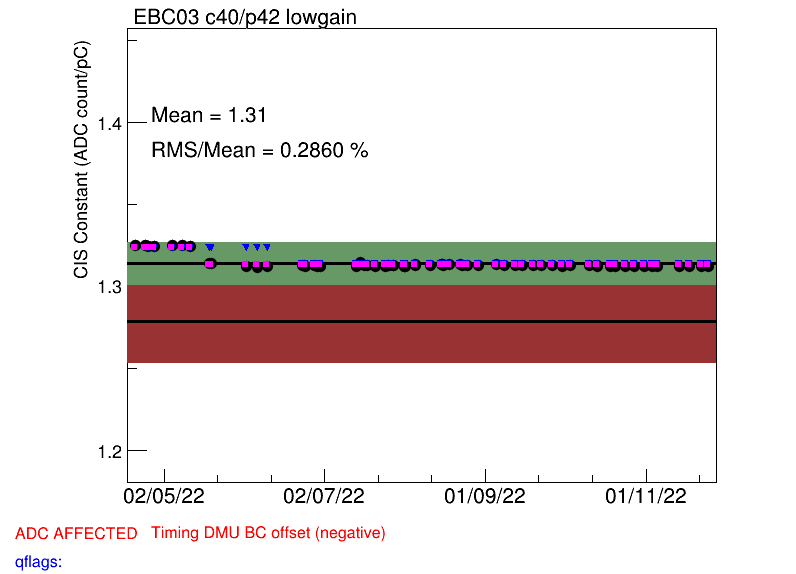 EBC03 c40/p42 lowgain
CIS Constant (ADC count/pC)
Mean = 1.31
RMS/Mean = 0.2860 %
1.4
1.3
1.2
02/05/22 02/07/22 01/09/22 01/11/22
ADC AFFECTED Timing DMU BC offset (negative)
qflags: